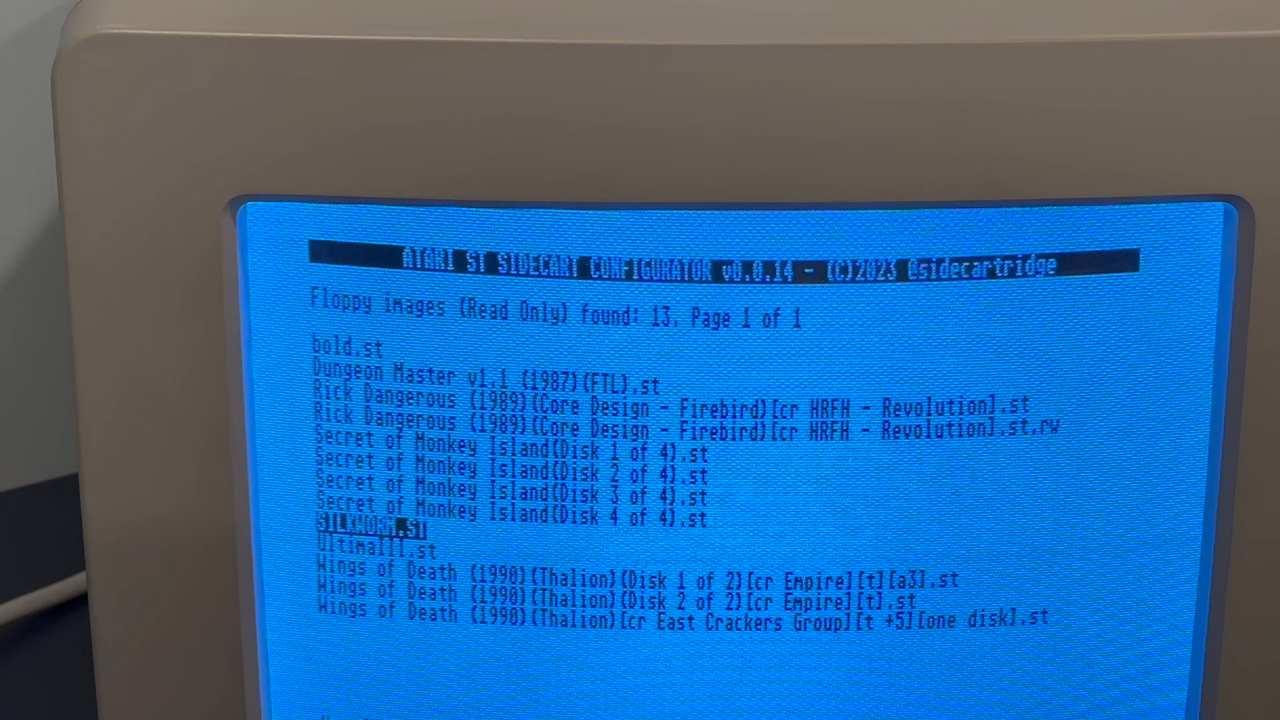 ATARI ST SIDECART CONFIGURATOR v0.0.14 - (C)2023 @sidecartridge
Floppy images (Read Only) found: 13. Page 1 of 1
bold.st
Dungeon Master v1.1 (1987)(FTL).st
Rick Dangerous (1989)(Core Design - Firebird)[cr HRFH - Revolution].st
Rick Dangerous (1989)(Core Design - Firebird)[cr HRFH - Revolution].st.rw
Secret of Monkey Island(Disk 1 of 4).st
Secret of Monkey Island(Disk 2 of 4).st
Secret of Monkey Island(Disk 3 of 4).st
Secret of Monkey Island(Disk 4 of 4).st
SILKWORM.ST
UltimaIII.st
Wings of Death (1990)(Thalion)(Disk 1 of 2)[cr Empire][t][a3].st
Wings of Death (1990)(Thalion)(Disk 2 of 2)[cr Empire][t].st
Wings of Death (1990)(Thalion)[cr East Crackers Group][t +5][one disk].st